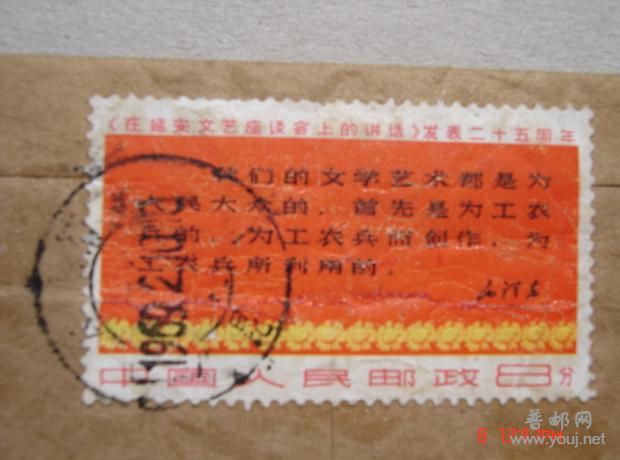 《在延安文艺座谈会上的讲话》发表二十五周年
我们的文学艺术都是为
人民大众的，首先是为工农
的，为工农兵而创作，为
农兵所利用的，
毛泽东
中国人民邮政8分
普邮网
www.youj.net